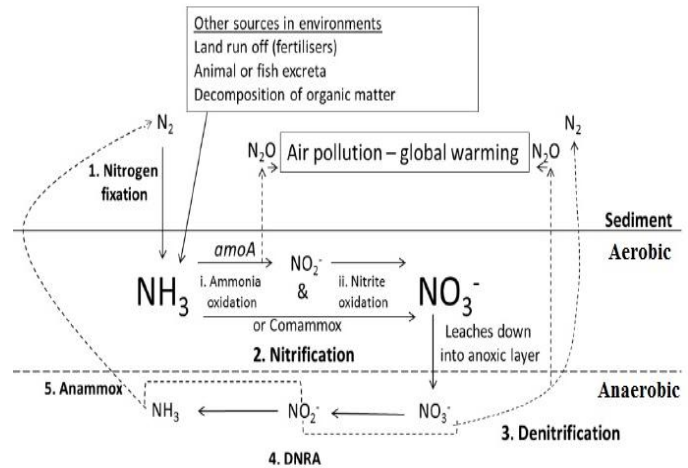 Other sources in environments
Land run off (fertilisers)
Animal or fish excreta
Decomposition of organic matter
N₂
N₂
N₂O
Air pollution – global warming
N₂O
1. Nitrogen
fixation
Sediment
Aerobic
amoA
NH₃
i. Ammonia
oxidation
NO₂⁻
&
ii. Nitrite
oxidation
NO₃⁻
or Comammox
2. Nitrification
Leaches down
into anoxic layer
5. Anammox
Anaerobic
NH₃
NO₂⁻
NO₃⁻
3. Denitrification
4. DNRA